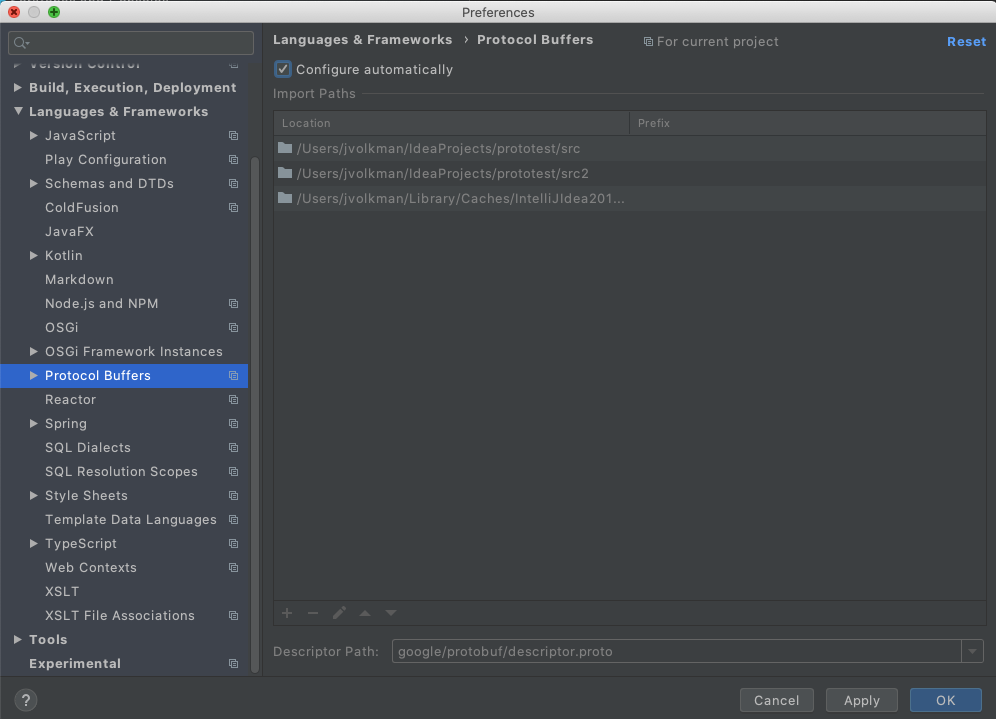 Preferences
Languages & Frameworks › Protocol Buffers
For current project
Reset
Version Control
Build, Execution, Deployment
Languages & Frameworks
JavaScript
Play Configuration
Schemas and DTDs
ColdFusion
JavaFX
Kotlin
Markdown
Node.js and NPM
OSGi
OSGi Framework Instances
Protocol Buffers
Reactor
Spring
SQL Dialects
SQL Resolution Scopes
Style Sheets
Template Data Languages
TypeScript
Web Contexts
XSLT
XSLT File Associations
Tools
Experimental
Configure automatically
Import Paths
Location Prefix
/Users/jvolkman/IdeaProjects/prototest/src
/Users/jvolkman/IdeaProjects/prototest/src2
/Users/jvolkman/Library/Caches/IntelliJIdea201...
Descriptor Path: google/protobuf/descriptor.proto
?
Cancel
Apply
OK